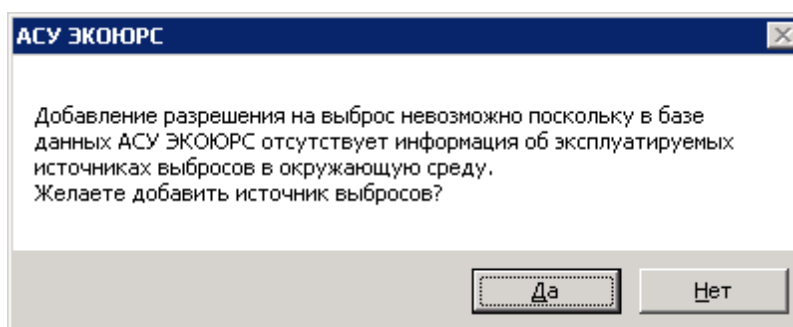 АСУ ЭКОЮРС
Добавление разрешения на выброс невозможно поскольку в базе
данных АСУ ЭКОЮРС отсутствует информация об эксплуатируемых
источниках выбросов в окружающую среду.
Желаете добавить источник выбросов?
Да Нет